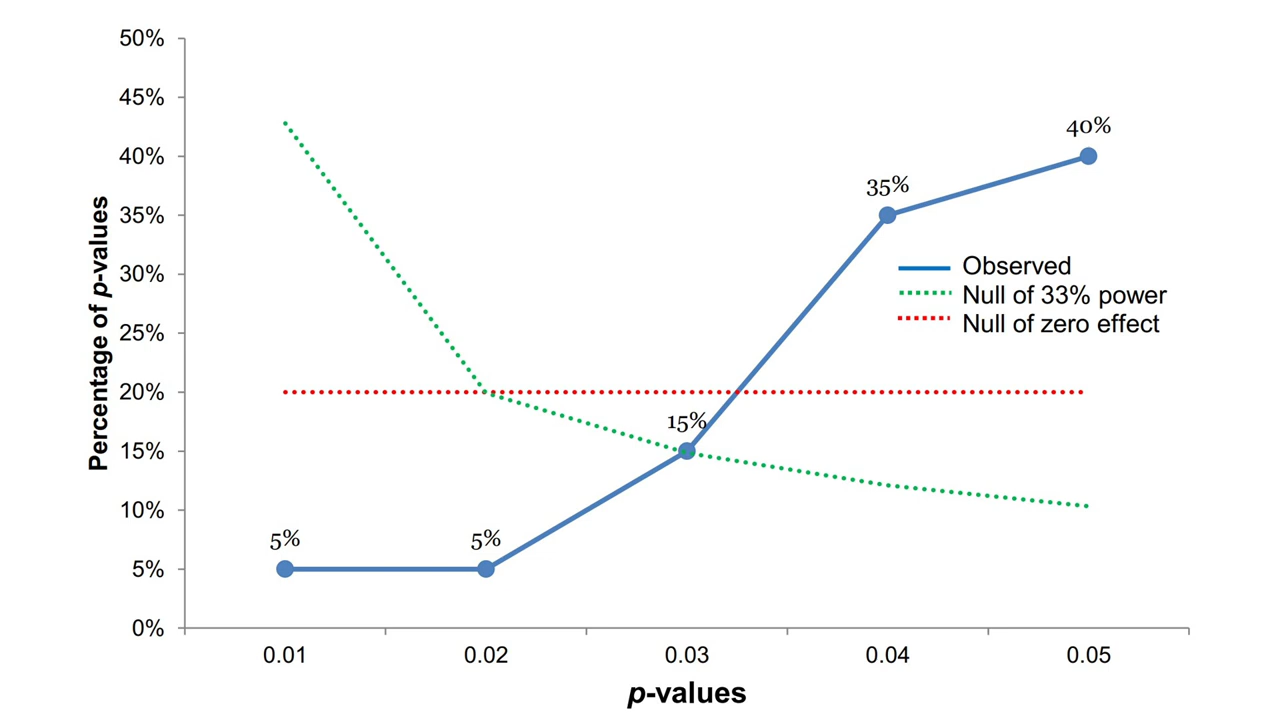 50%
45%
40%
35%
30%
25%
20%
15%
10%
5%
0%
Percentage of p-values
5%
5%
15%
35%
40%
Observed
Null of 33% power
Null of zero effect
0.01 0.02 0.03 0.04 0.05
p-values